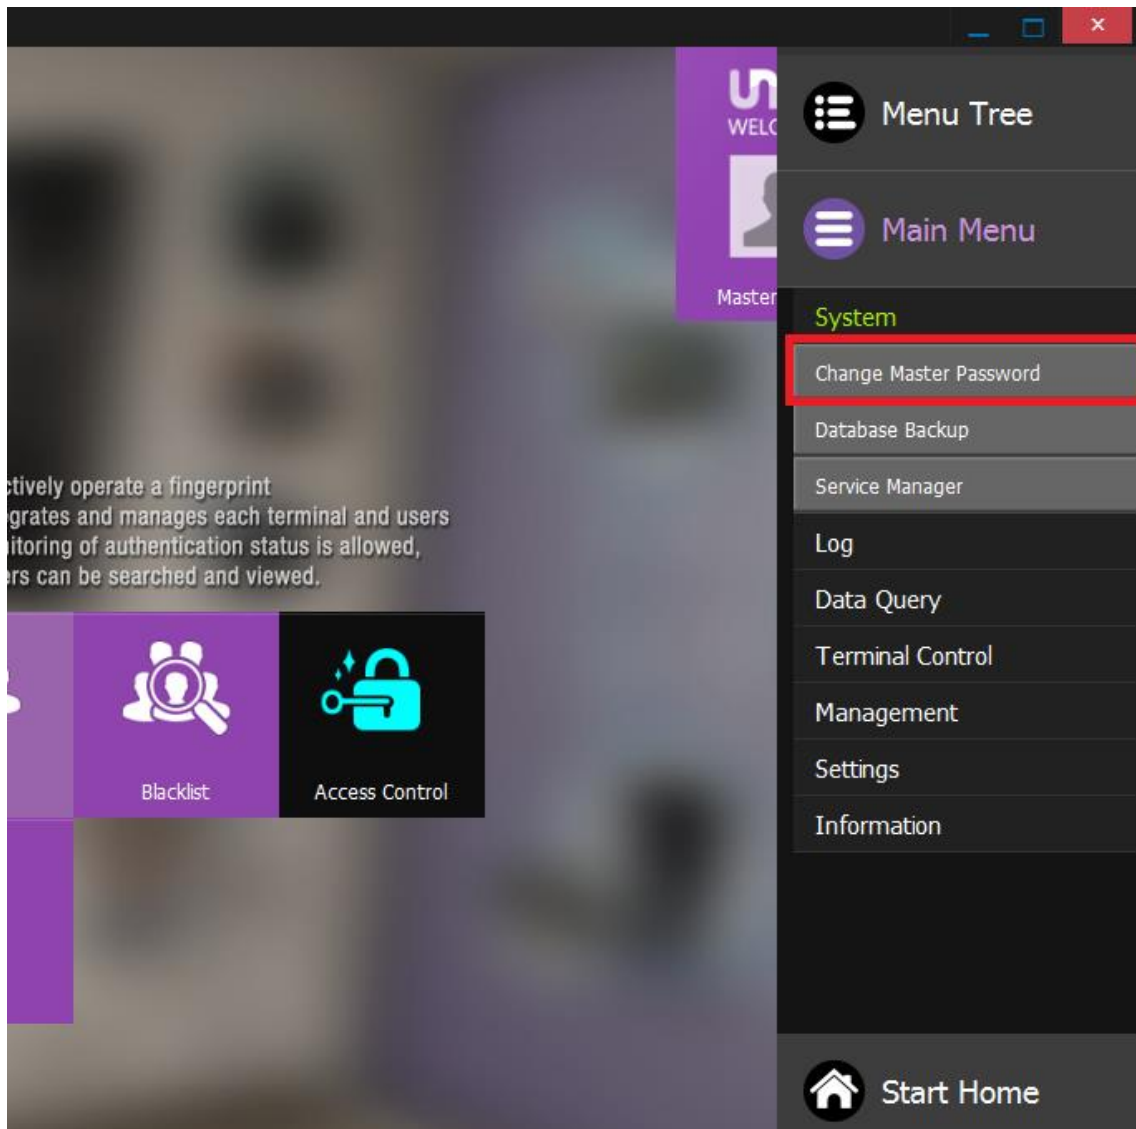 WELC
Master
ctively operate a fingerprint
grates and manages each terminal and users
itoring of authentication status is allowed,
ers can be searched and viewed.
Blacklist
Access Control
Menu Tree
Main Menu
System
Change Master Password
Database Backup
Service Manager
Log
Data Query
Terminal Control
Management
Settings
Information
Start Home